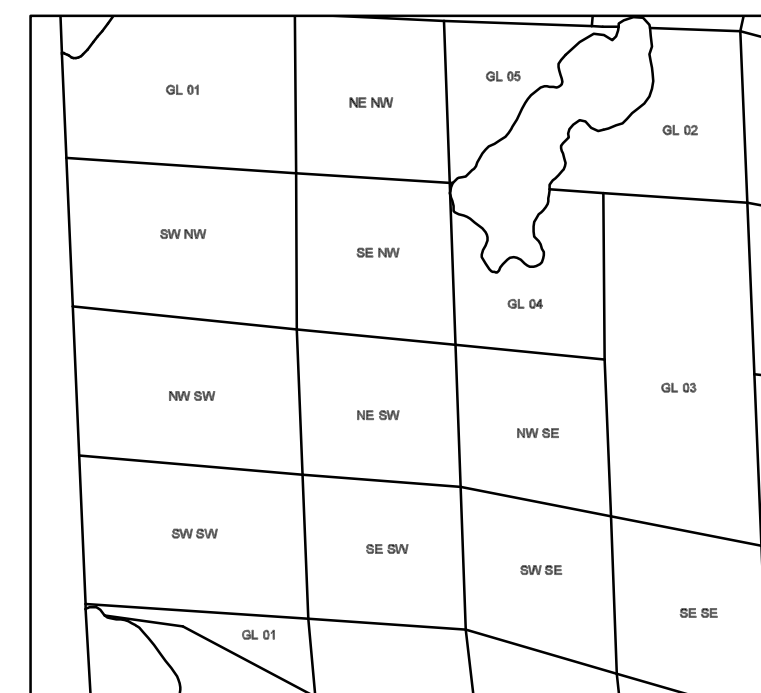 GL 01
NE NW
GL 05
GL 02
SW NW
SE NW
GL 04
NW SW
NE SW
NW SE
GL 03
SW SW
SE SW
SW SE
SE SE
GL 01